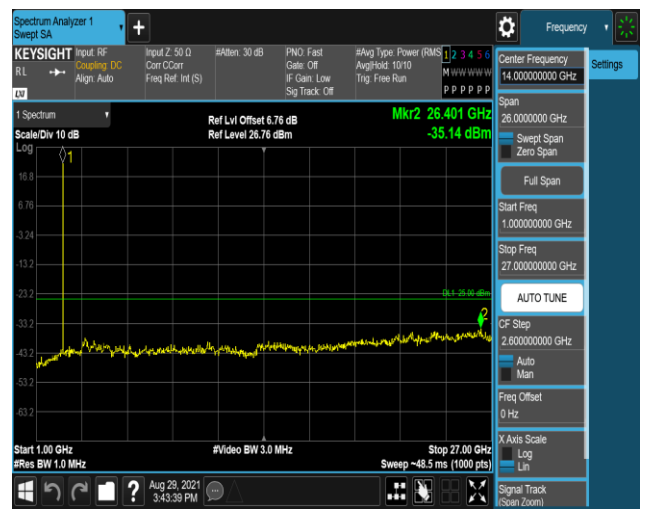 Spectrum Analyzer 1
Swept SA
+
Frequency
KEYSIGHT
RL
LXI
Input: RF
Coupling: DC
Align: Auto
Input Z: 50 Ω
Corr CCorr
Freq Ref: Int (S)
#Atten: 30 dB
PNO: Fast
Gate: Off
IF Gain: Low
Sig Track: Off
#Avg Type: Power (RMS
Avg|Hold: 10/10
Trig: Free Run
1 2 3 4 5 6
M W W W W W
P P P P P P
1 Spectrum
Scale/Div 10 dB
Ref Lvl Offset 6.76 dB
Ref Level 26.76 dBm
Mkr2 26.401 GHz
-35.14 dBm
Log
1
16.8
6.76
-3.24
-13.2
-23.2
DL1 -25.00 dBm
2
-33.2
-43.2
-53.2
-63.2
Start 1.00 GHz
#Res BW 1.0 MHz
#Video BW 3.0 MHz
Stop 27.00 GHz
Sweep ~48.5 ms (1000 pts)
?
Aug 29, 2021
3:43:39 PM
Center Frequency
14.000000000 GHz
Settings
Span
26.0000000 GHz
Swept Span
Zero Span
Full Span
Start Freq
1.000000000 GHz
Stop Freq
27.000000000 GHz
AUTO TUNE
CF Step
2.600000000 GHz
Auto
Man
Freq Offset
0 Hz
X Axis Scale
Log
Lin
Signal Track
(Span Zoom)